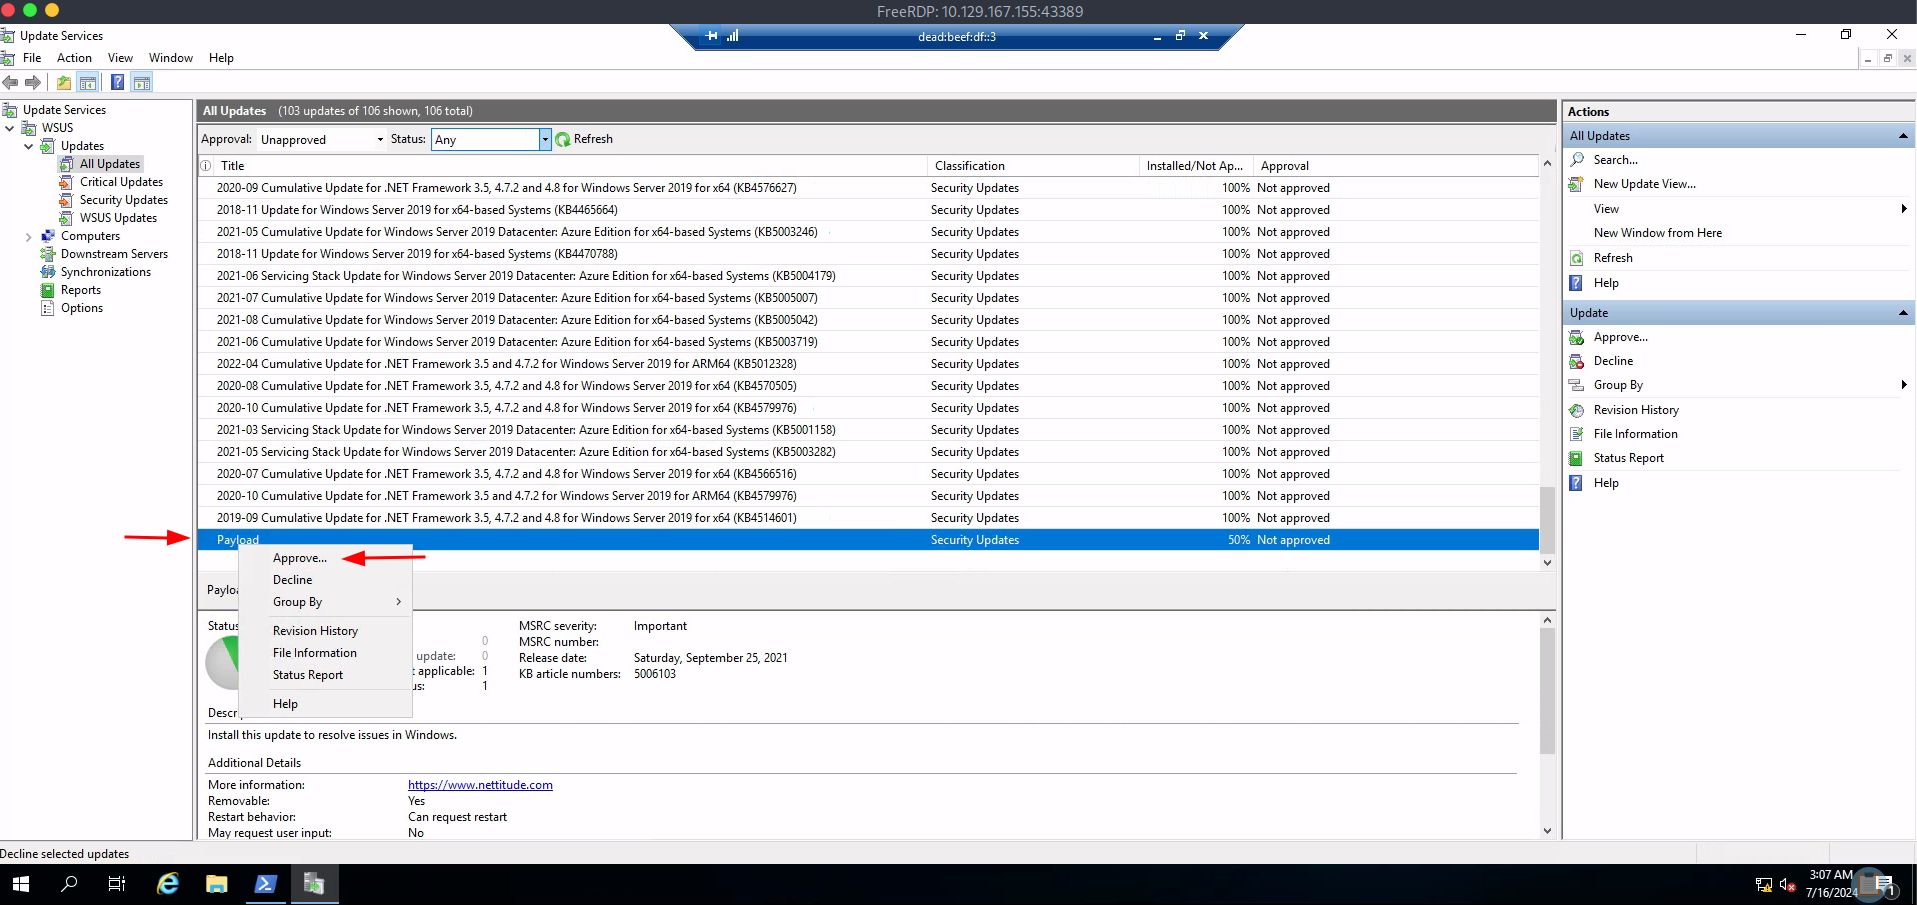 FreeRDP: 10.129.167.155:43389
Update Services
dead:beef:df::3
File Action View Window Help
Update Services
WSUS
Updates
All Updates
Critical Updates
Security Updates
WSUS Updates
Computers
Downstream Servers
Synchronizations
Reports
Options
All Updates (103 updates of 106 shown, 106 total)
Approval: Unapproved Status: Any Refresh
Title Classification Installed/Not Ap... Approval
2020-09 Cumulative Update for .NET Framework 3.5, 4.7.2 and 4.8 for Windows Server 2019 for x64 (KB4576627) Security Updates 100% Not approved
2018-11 Update for Windows Server 2019 for x64-based Systems (KB4465664) Security Updates 100% Not approved
2021-05 Cumulative Update for Windows Server 2019 Datacenter: Azure Edition for x64-based Systems (KB5003246) Security Updates 100% Not approved
2018-11 Update for Windows Server 2019 for x64-based Systems (KB4470788) Security Updates 100% Not approved
2021-06 Servicing Stack Update for Windows Server 2019 Datacenter: Azure Edition for x64-based Systems (KB5004179) Security Updates 100% Not approved
2021-07 Cumulative Update for Windows Server 2019 Datacenter: Azure Edition for x64-based Systems (KB5005007) Security Updates 100% Not approved
2021-08 Cumulative Update for Windows Server 2019 Datacenter: Azure Edition for x64-based Systems (KB5005042) Security Updates 100% Not approved
2021-06 Cumulative Update for Windows Server 2019 Datacenter: Azure Edition for x64-based Systems (KB5003719) Security Updates 100% Not approved
2022-04 Cumulative Update for .NET Framework 3.5 and 4.7.2 for Windows Server 2019 for ARM64 (KB5012328) Security Updates 100% Not approved
2020-08 Cumulative Update for .NET Framework 3.5, 4.7.2 and 4.8 for Windows Server 2019 for x64 (KB4570505) Security Updates 100% Not approved
2020-10 Cumulative Update for .NET Framework 3.5, 4.7.2 and 4.8 for Windows Server 2019 for x64 (KB4579976) Security Updates 100% Not approved
2021-03 Servicing Stack Update for Windows Server 2019 Datacenter: Azure Edition for x64-based Systems (KB5001158) Security Updates 100% Not approved
2021-05 Servicing Stack Update for Windows Server 2019 Datacenter: Azure Edition for x64-based Systems (KB5003282) Security Updates 100% Not approved
2020-07 Cumulative Update for .NET Framework 3.5, 4.7.2 and 4.8 for Windows Server 2019 for x64 (KB4566516) Security Updates 100% Not approved
2020-10 Cumulative Update for .NET Framework 3.5 and 4.7.2 for Windows Server 2019 for ARM64 (KB4579976) Security Updates 100% Not approved
2019-09 Cumulative Update for .NET Framework 3.5, 4.7.2 and 4.8 for Windows Server 2019 for x64 (KB4514601) Security Updates 100% Not approved
Payload Security Updates 50% Not approved
Approve...
Decline
Group By
Revision History
File Information
Status Report
Help
Payloa
Status
0
update: 0
t applicable: 1
us: 1
MSRC severity: Important
MSRC number:
Release date: Saturday, September 25, 2021
KB article numbers: 5006103
Descri
Install this update to resolve issues in Windows.
Additional Details
More information: https://www.nettitude.com
Removable: Yes
Restart behavior: Can request restart
May request user input: No
Actions
All Updates
Search...
New Update View...
View
New Window from Here
Refresh
Help
Update
Approve...
Decline
Group By
Revision History
File Information
Status Report
Help
Decline selected updates
3:07 AM
7/16/2024
1